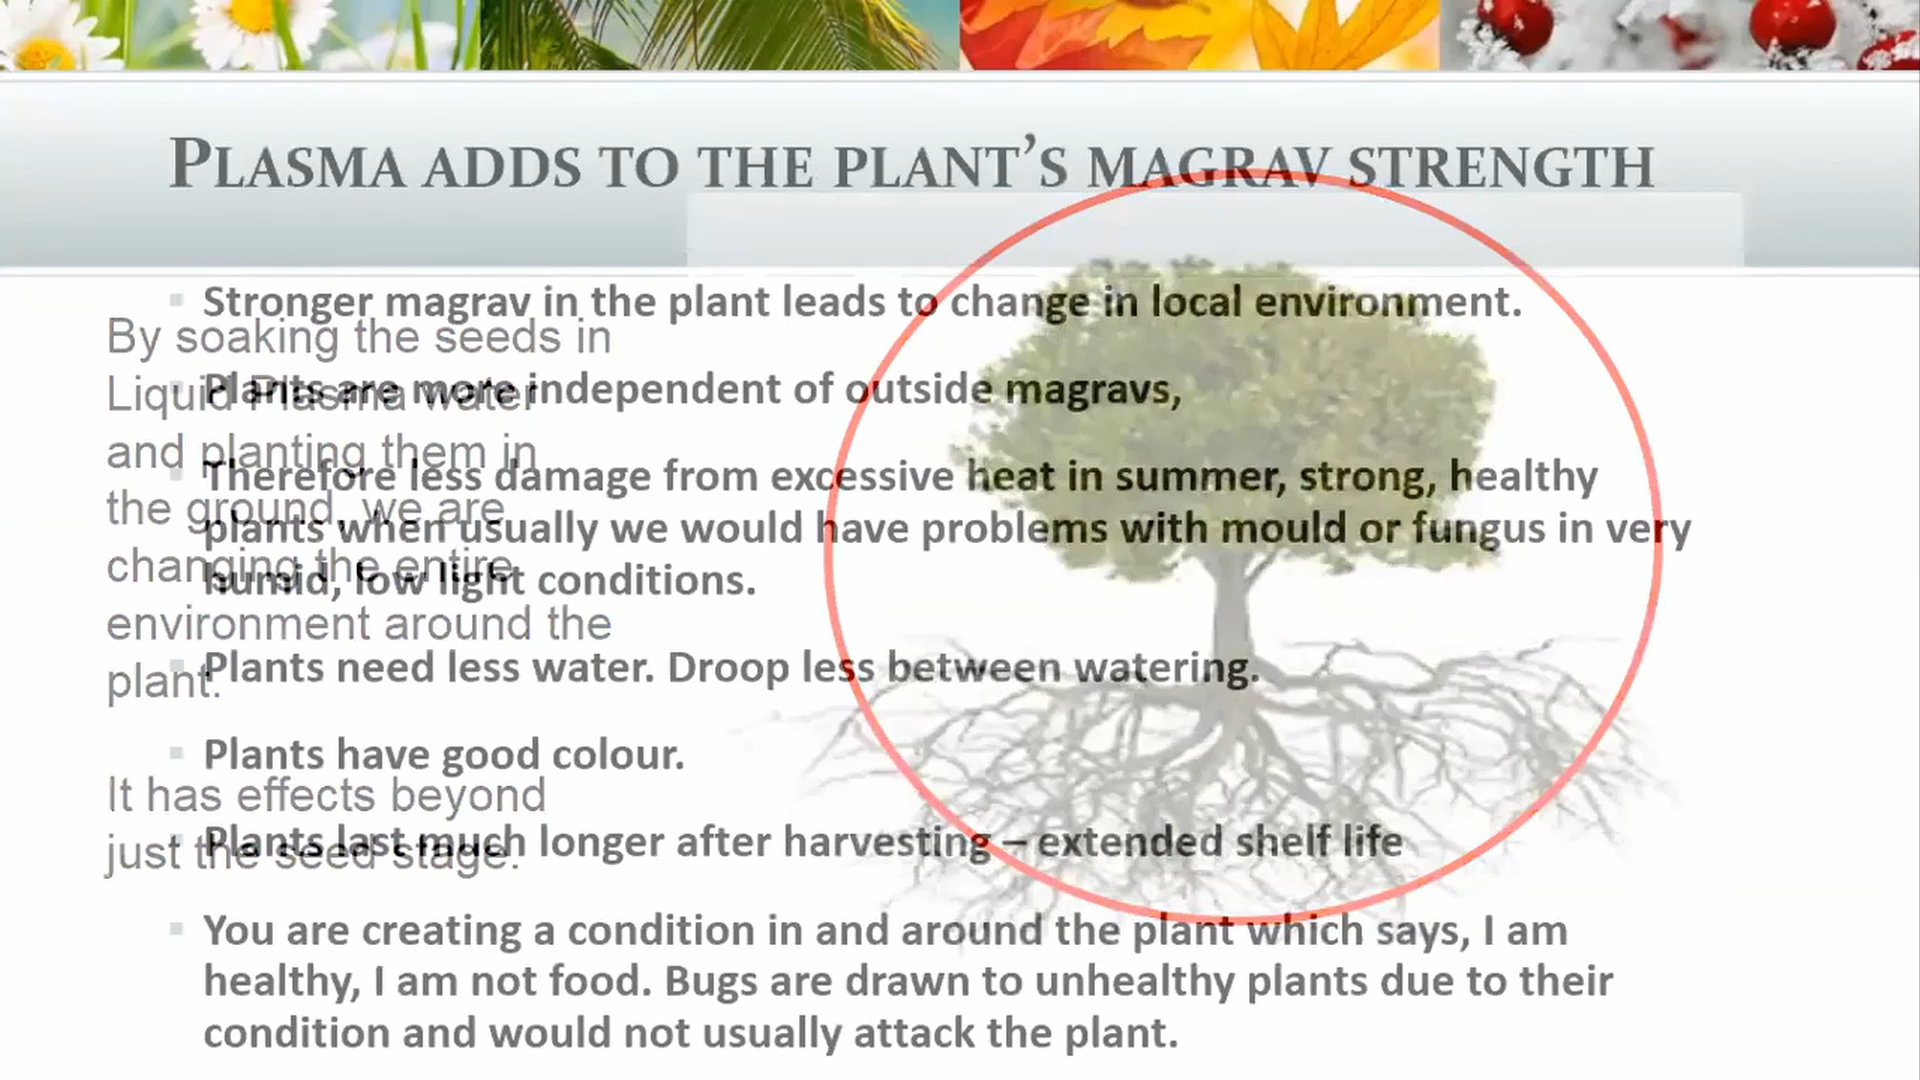 PLASMA ADDS TO THE PLANT'S MAGRAV STRENGTH
Stronger magrav in the plant leads to change in local environment.
Plants are more independent of outside magravs,
Therefore less damage from excessive heat in summer, strong, healthy
plants when usually we would have problems with mould or fungus in very
humid, low light conditions.
Plants need less water. Droop less between watering.
Plants have good colour.
Plants last much longer after harvesting – extended shelf life
You are creating a condition in and around the plant which says, I am
healthy, I am not food. Bugs are drawn to unhealthy plants due to their
condition and would not usually attack the plant.
By soaking the seeds in
Liquid Plasma water
and planting them in
the ground, we are
changing the entire
environment around the
plant.
It has effects beyond
just the seed stage.